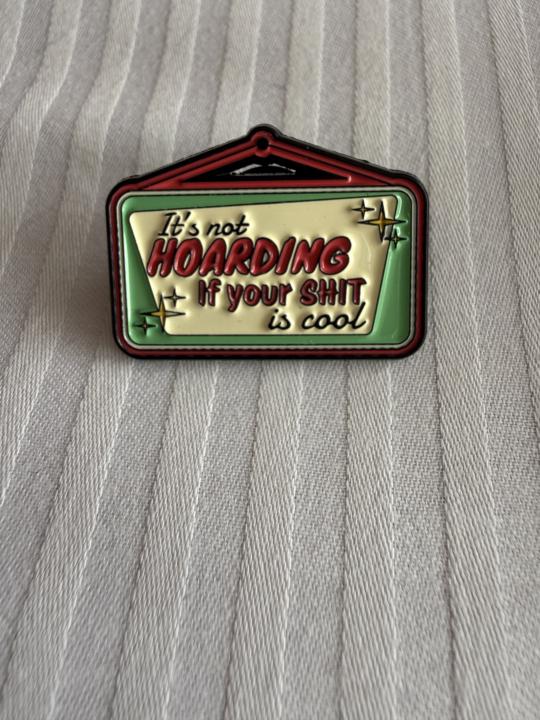 It's not
HOARDING
If your SHIT
is cool